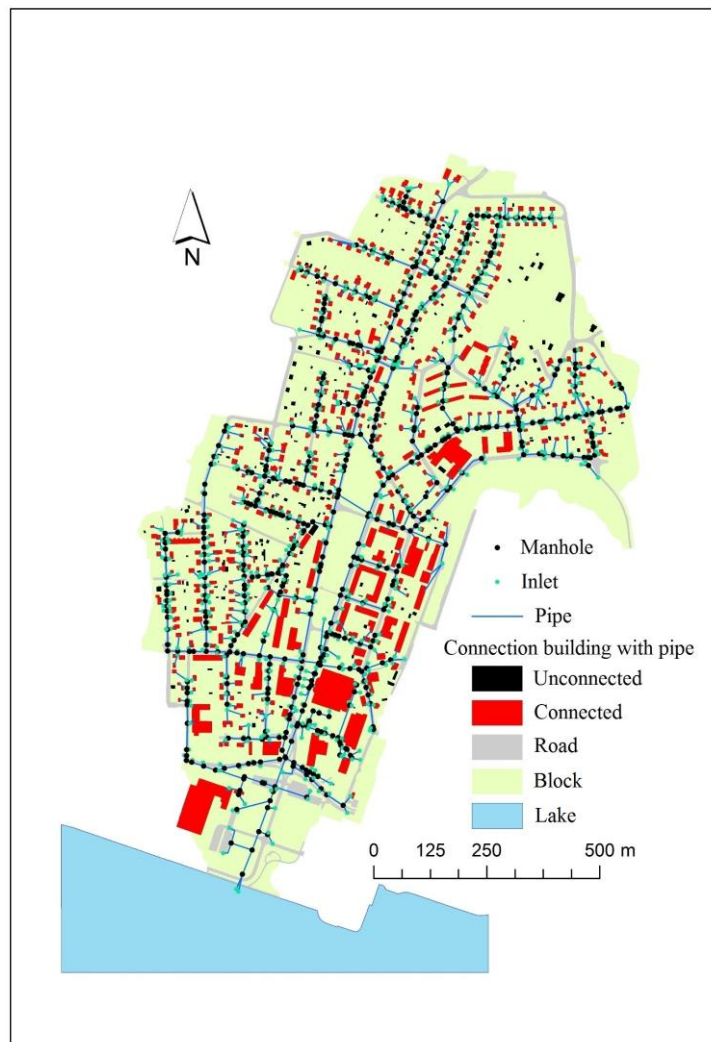 N
Manhole
Inlet
Pipe
Connection building with pipe
Unconnected
Connected
Road
Block
Lake
0 125 250 500 m